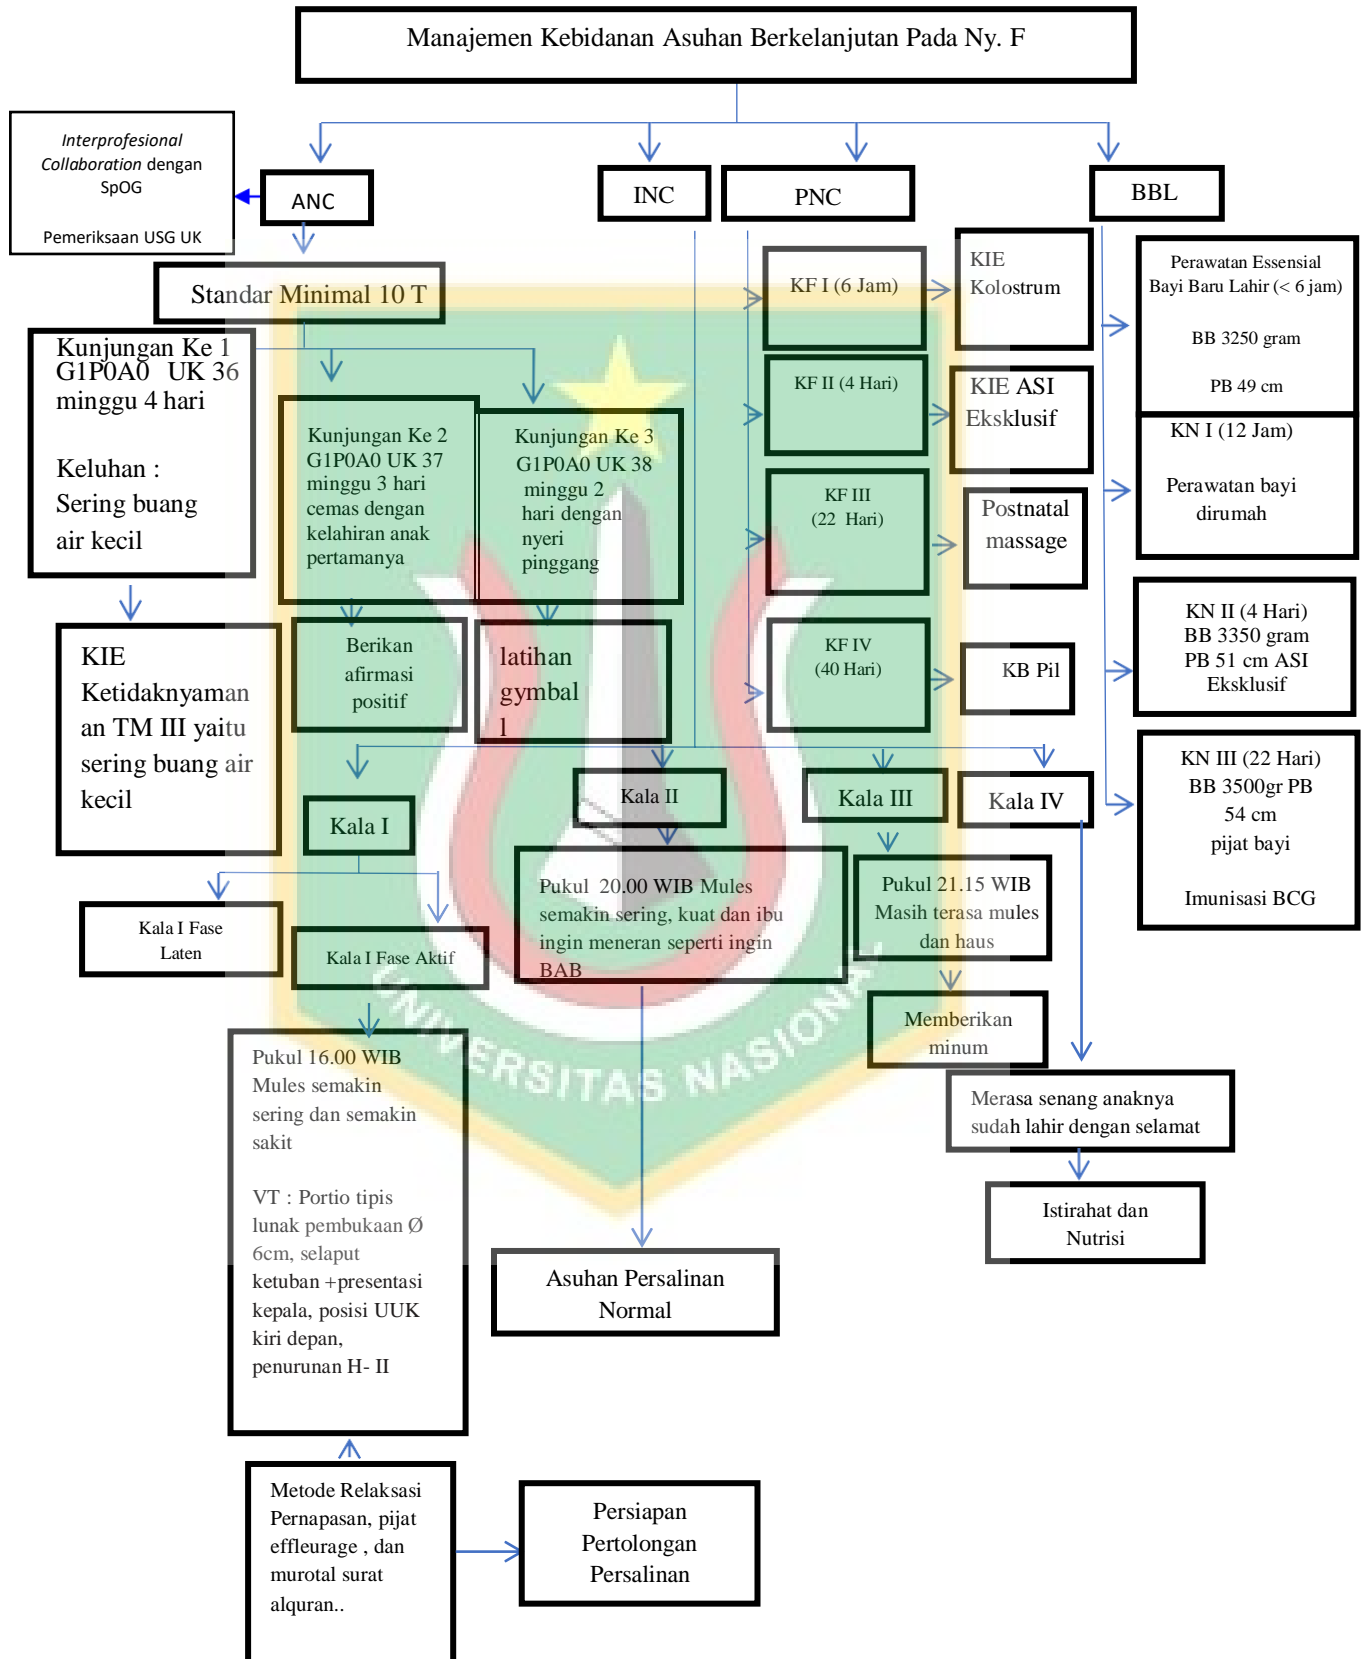 Manajemen Kebidanan Asuhan Berkelanjutan Pada Ny. F
Interprofesional
Collaboration dengan
SpOG
Pemeriksaan USG UK
ANC
INC
PNC
BBL
Standar Minimal 10 T
Kunjungan Ke 1
G1P0A0 UK 36
minggu 4 hari
Keluhan :
Sering buang
air kecil
KIE
Ketidaknyaman
an TM III yaitu
sering buang air
kecil
Kunjungan Ke 2
G1P0A0 UK 37
minggu 3 hari
cemas dengan
kelahiran anak
pertamanya
Berikan
afirmasi
positif
Kunjungan Ke 3
G1P0A0 UK 38
minggu 2
hari dengan
nyeri
pinggang
latihan
gymbal
l
KF I (6 Jam)
KIE
Kolostrum
KF II (4 Hari)
KIE ASI
Eksklusif
KF III
(22 Hari)
Postnatal
massage
KF IV
(40 Hari)
KB Pil
Perawatan Essensial
Bayi Baru Lahir (< 6 jam)
BB 3250 gram
PB 49 cm
KN I (12 Jam)
Perawatan bayi
dirumah
KN II (4 Hari)
BB 3350 gram
PB 51 cm ASI
Eksklusif
KN III (22 Hari)
BB 3500gr PB
54 cm
pijat bayi
Imunisasi BCG
Kala I
Kala II
Kala III
Kala IV
Kala I Fase
Laten
Kala I Fase Aktif
Pukul 16.00 WIB
Mules semakin
sering dan semakin
sakit
VT : Portio tipis
lunak pembukaan Ø
6cm, selaput
ketuban +presentasi
kepala, posisi UUK
kiri depan,
penurunan H- II
Metode Relaksasi
Pernapasan, pijat
effleurage , dan
murotal surat
alquran..
Persiapan
Pertolongan
Persalinan
Pukul 20.00 WIB Mules
semakin sering, kuat dan ibu
ingin meneran seperti ingin
BAB
Asuhan Persalinan
Normal
Pukul 21.15 WIB
Masih terasa mules
dan haus
Memberikan
minum
Merasa senang anaknya
sudah lahir dengan selamat
Istirahat dan
Nutrisi
UNIVERSITAS NASIONAL